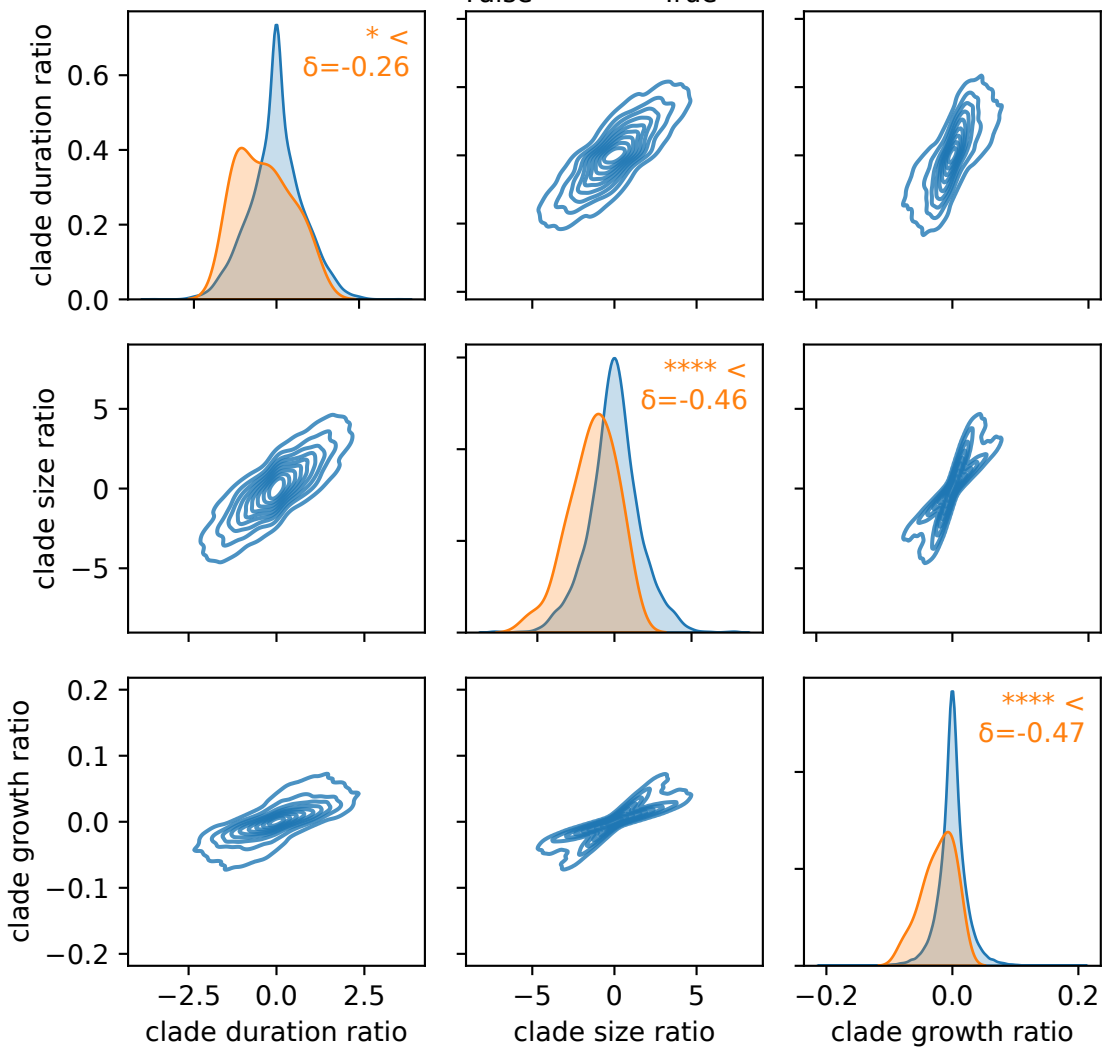 clade duration ratio
0.6
0.4
0.2
0.0
* <
δ=-0.26
clade size ratio
5
0
−5
**** <
δ=-0.46
clade growth ratio
0.2
0.1
0.0
−0.1
−0.2
**** <
δ=-0.47
−2.5 0.0 2.5
clade duration ratio
−5 0 5
clade size ratio
−0.2 0.0 0.2
clade growth ratio